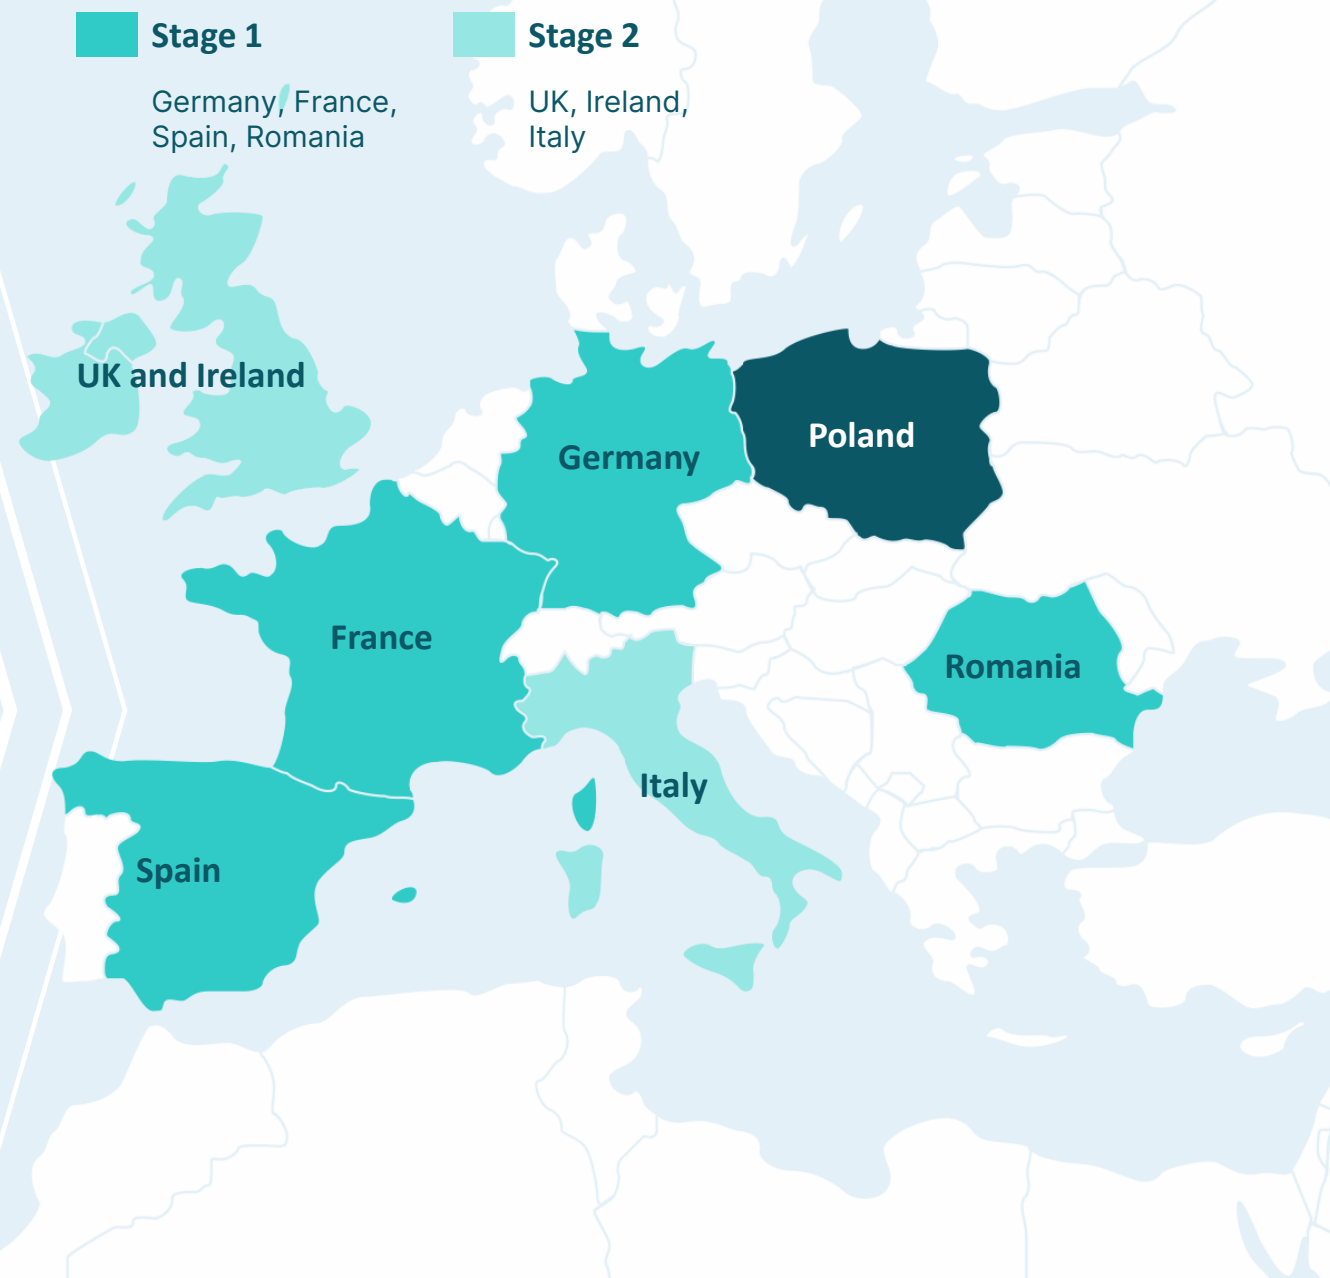 Stage 1
Germany, France,
Spain, Romania
Stage 2
UK, Ireland,
Italy
UK and Ireland
Poland
Germany
France
Romania
Italy
Spain